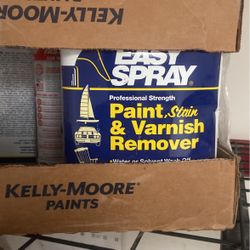 KELLY-MOORE
EASY
SPRAY®
Professional Strength
Paint, Stain
& Varnish
Remover
•Water or Solvent Wash Off
KELLY-MOORE®
PAINTS